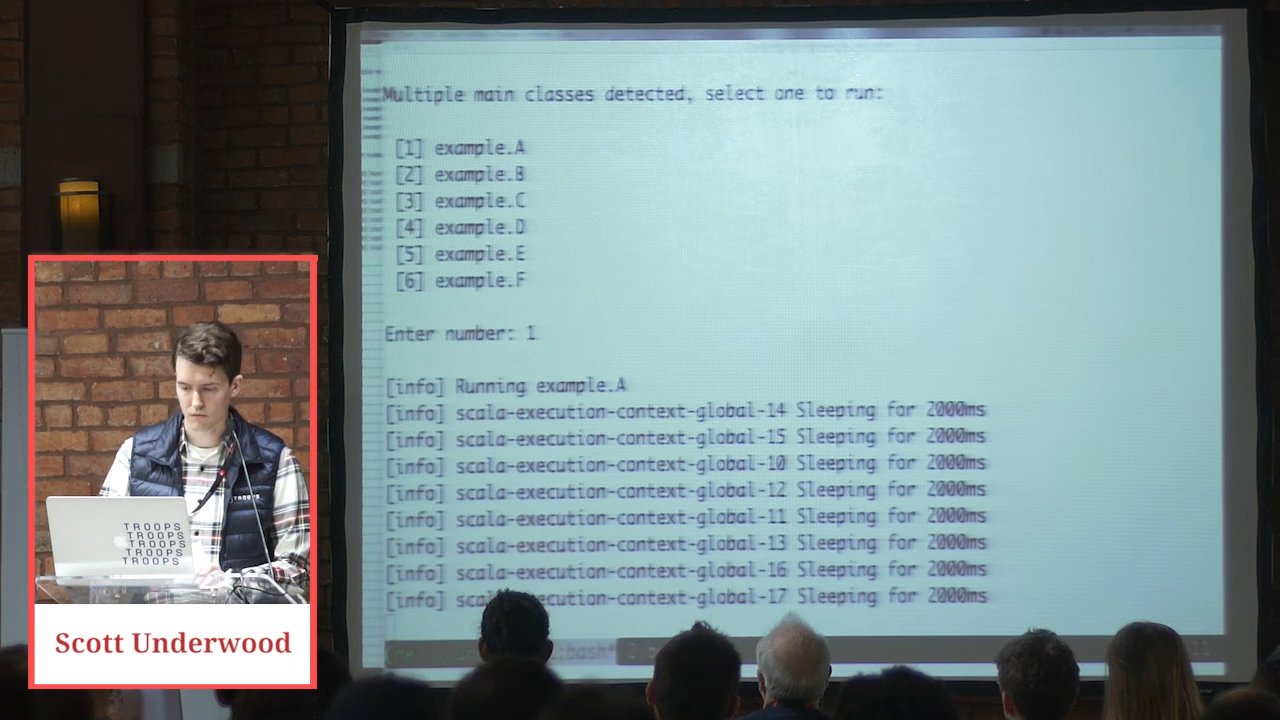 Multiple main classes detected, select one to run:
[1] example.A
[2] example.B
[3] example.C
[4] example.D
[5] example.E
[6] example.F
Enter number: 1
[info] Running example.A
[info] scala-execution-context-global-14 Sleeping for 2000ms
[info] scala-execution-context-global-15 Sleeping for 2000ms
[info] scala-execution-context-global-10 Sleeping for 2000ms
[info] scala-execution-context-global-12 Sleeping for 2000ms
[info] scala-execution-context-global-11 Sleeping for 2000ms
[info] scala-execution-context-global-13 Sleeping for 2000ms
[info] scala-execution-context-global-16 Sleeping for 2000ms
[info] scala-execution-context-global-17 Sleeping for 2000ms
:bash*
TROOPS
TROOPS
TROOPS
TROOPS
TROOPS
TROOPS
Scott Underwood